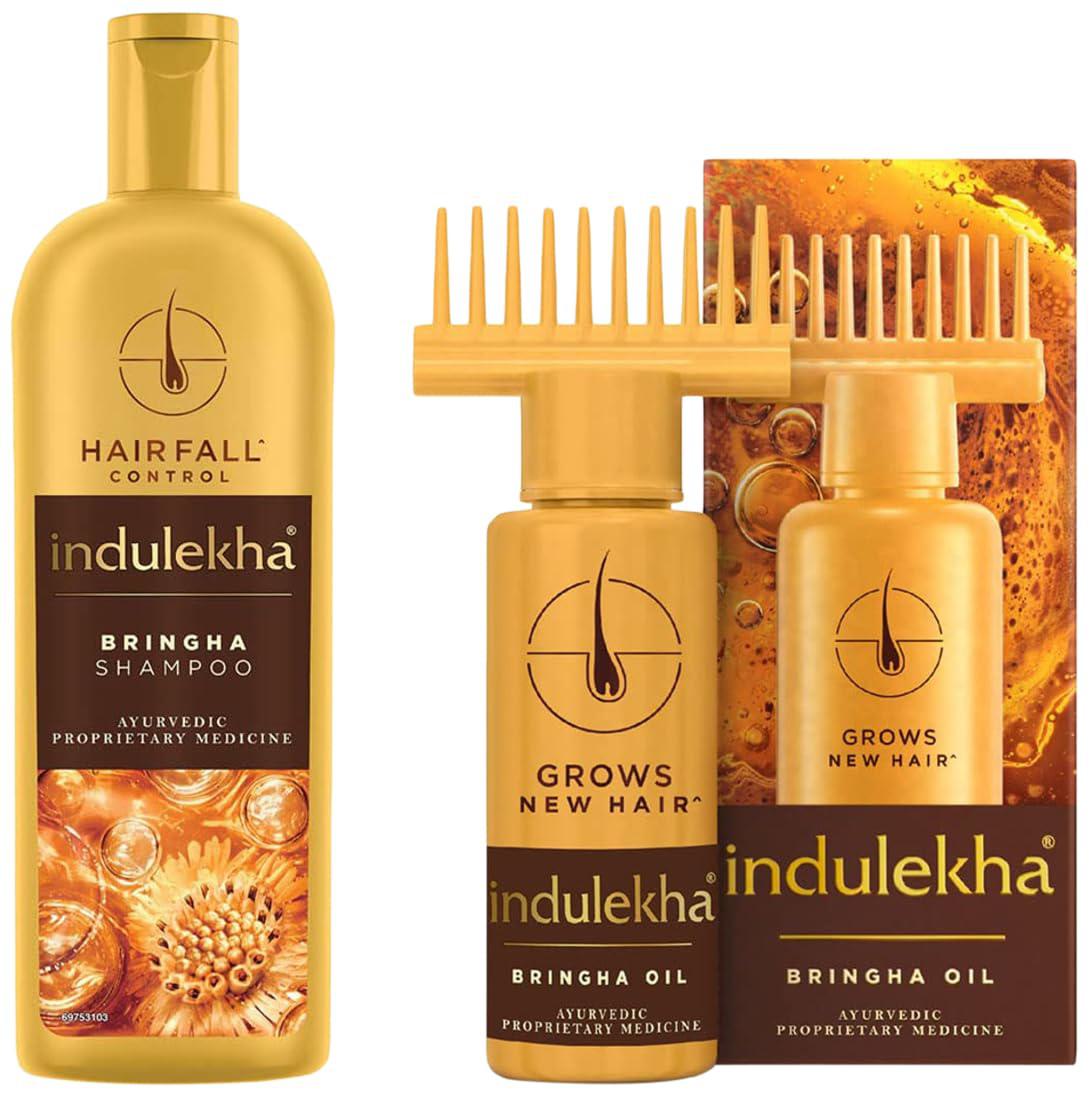 HAIRFALL^
CONTROL
indulekha®
BRINGHA
SHAMPOO
AYURVEDIC
PROPRIETARY MEDICINE
69753103
GROWS
NEW HAIR^
indulekha®
BRINGHA OIL
AYURVEDIC
PROPRIETARY MEDICINE
GROWS
NEW HAIR^
indulekha®
BRINGHA OIL
AYURVEDIC
PROPRIETARY MEDICINE